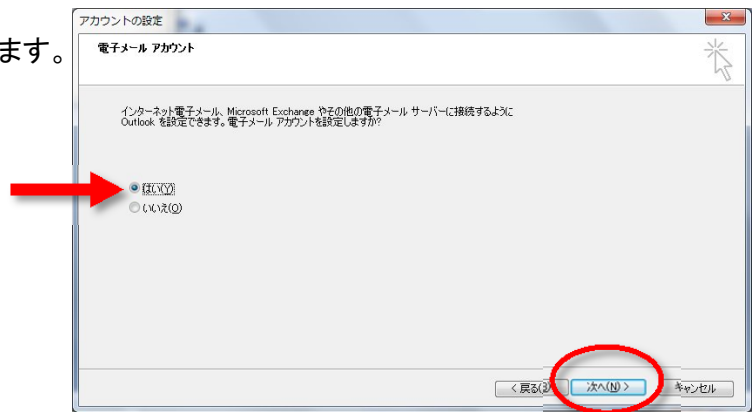 アカウントの設定
ます。
電子メール アカウント
インターネット電子メール、Microsoft Exchange やその他の電子メール サーバーに接続するように
Outlook を設定できます。電子メール アカウントを設定しますか?
はい(Y)
いいえ(O)
< 戻る(B)
次へ(N) >
キャンセル